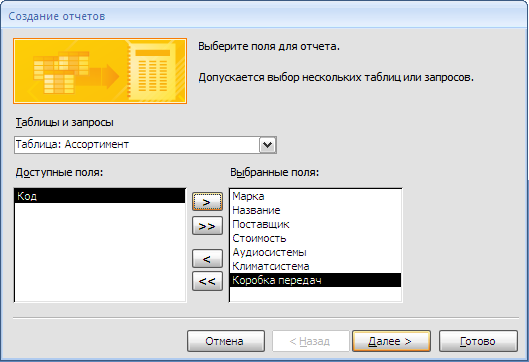 Создание отчетов
Выберите поля для отчета.
Допускается выбор нескольких таблиц или запросов.
Таблицы и запросы
Таблица: Ассортимент
Доступные поля:
Выбранные поля:
Код
>
>>
<
<<
Марка
Название
Поставщик
Стоимость
Аудиосистемы
Климатсистема
Коробка передач
Отмена
< Назад
Далее >
Готово